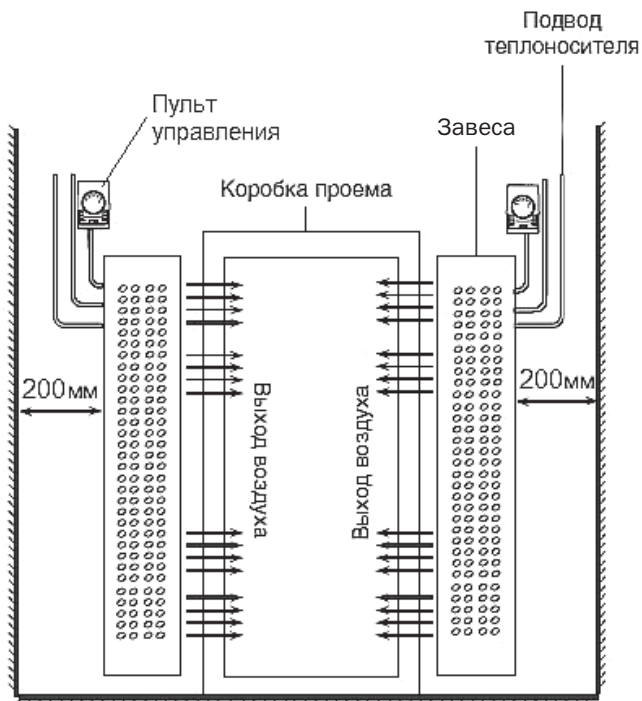 Подвод
теплоносителя
Пульт
управления
Завеса
Коробка проема
200мм
200мм
Выход воздуха
Выход воздуха